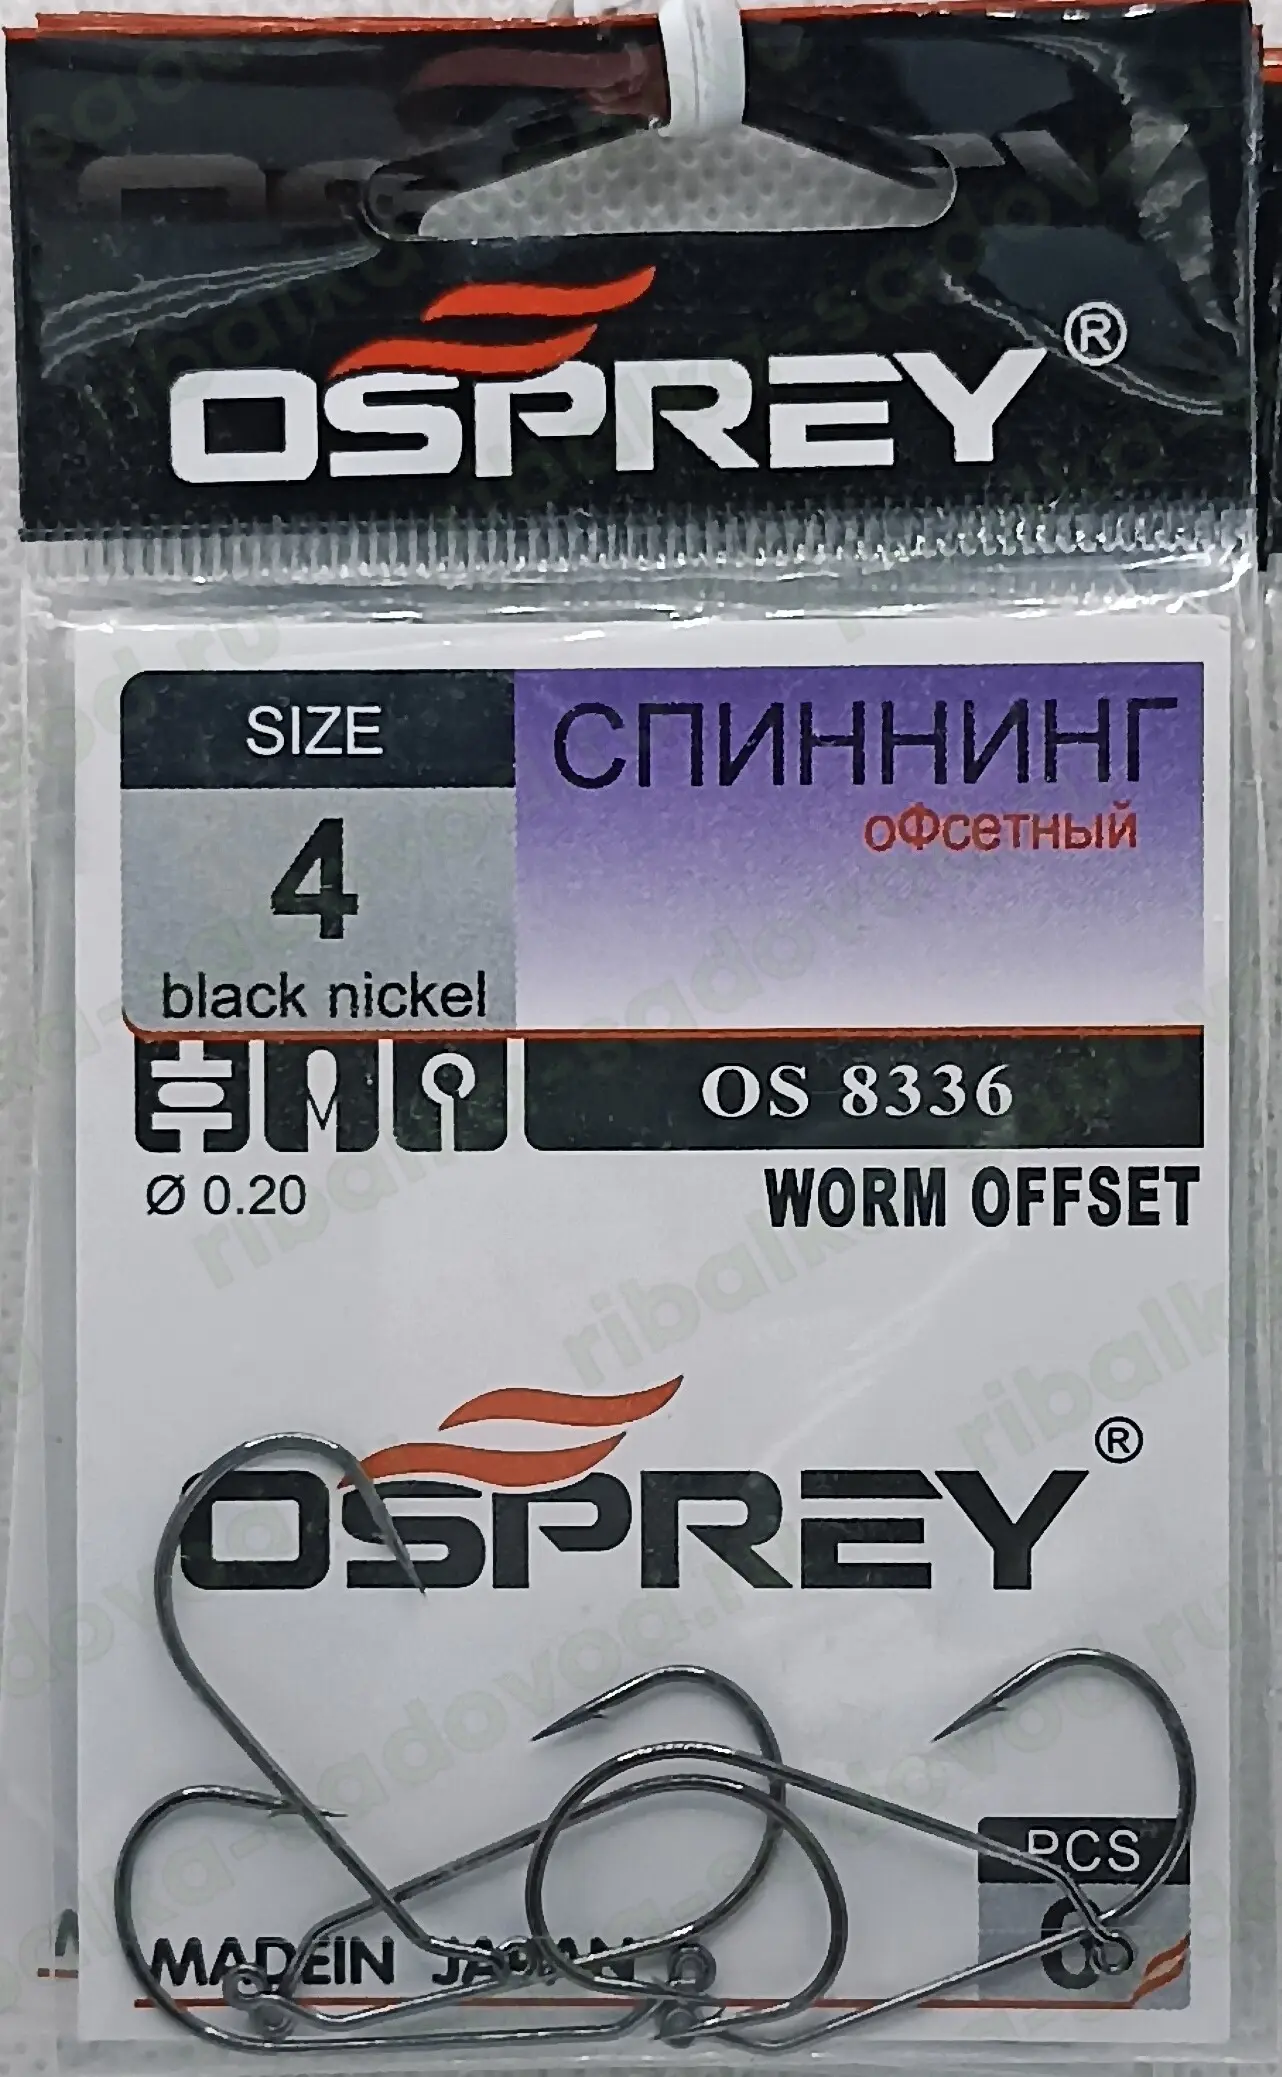 OSPREY ®
SIZE
4
black nickel
СПИННИНГ
оФсетный
OS 8336
Ø 0.20
WORM OFFSET
OSPREY ®
PCS
MADEIN JAPAN